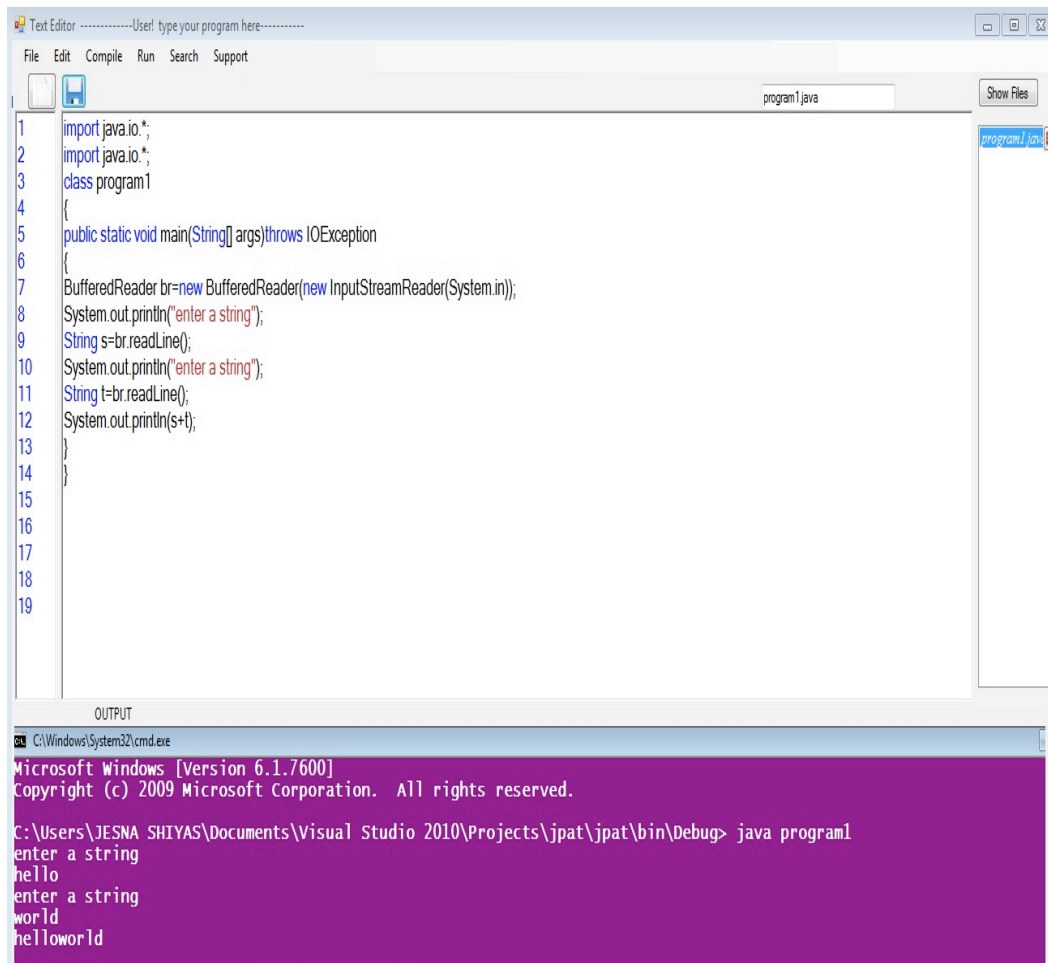 Text Editor -------------User! type your program here-----------
File Edit Compile Run Search Support
program1.java
Show Files
program1.java
1 import java.io.*;
2 import java.io.*;
3 class program1
4 {
5 public static void main(String[] args)throws IOException
6 {
7 BufferedReader br=new BufferedReader(new InputStreamReader(System.in));
8 System.out.println("enter a string");
9 String s=br.readLine();
10 System.out.println("enter a string");
11 String t=br.readLine();
12 System.out.println(s+t);
13 }
14 }
15
16
17
18
19
OUTPUT
C:\Windows\System32\cmd.exe
Microsoft Windows [Version 6.1.7600]
Copyright (c) 2009 Microsoft Corporation. All rights reserved.
C:\Users\JESNA SHIYAS\Documents\Visual Studio 2010\Projects\jpat\jpat\bin\Debug> java program1
enter a string
hello
enter a string
world
helloworld